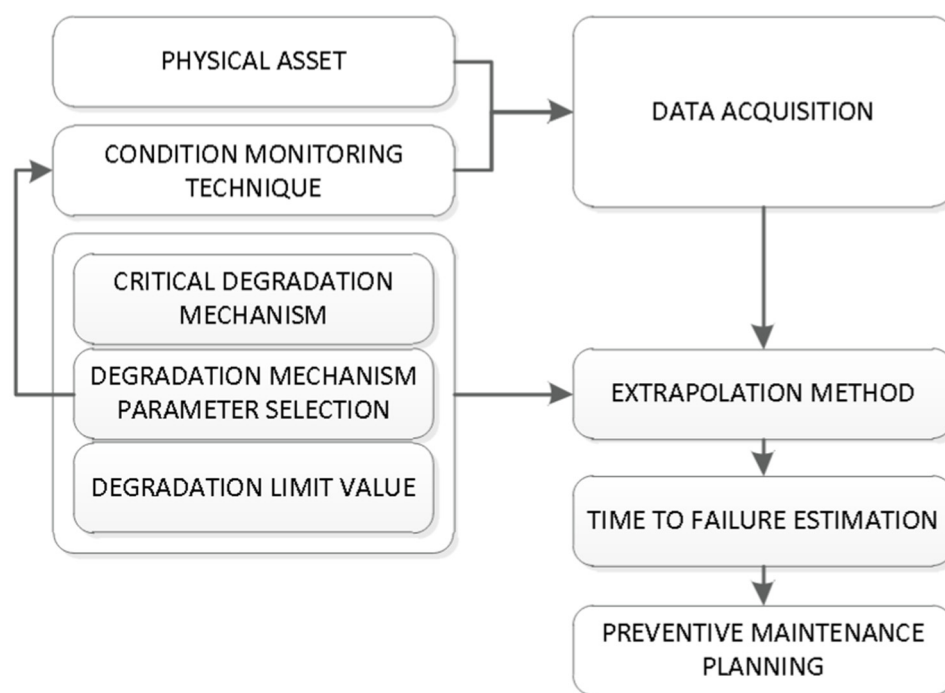 PHYSICAL ASSET
CONDITION MONITORING
TECHNIQUE
CRITICAL DEGRADATION
MECHANISM
DEGRADATION MECHANISM
PARAMETER SELECTION
DEGRADATION LIMIT VALUE
DATA ACQUISITION
EXTRAPOLATION METHOD
TIME TO FAILURE ESTIMATION
PREVENTIVE MAINTENANCE
PLANNING